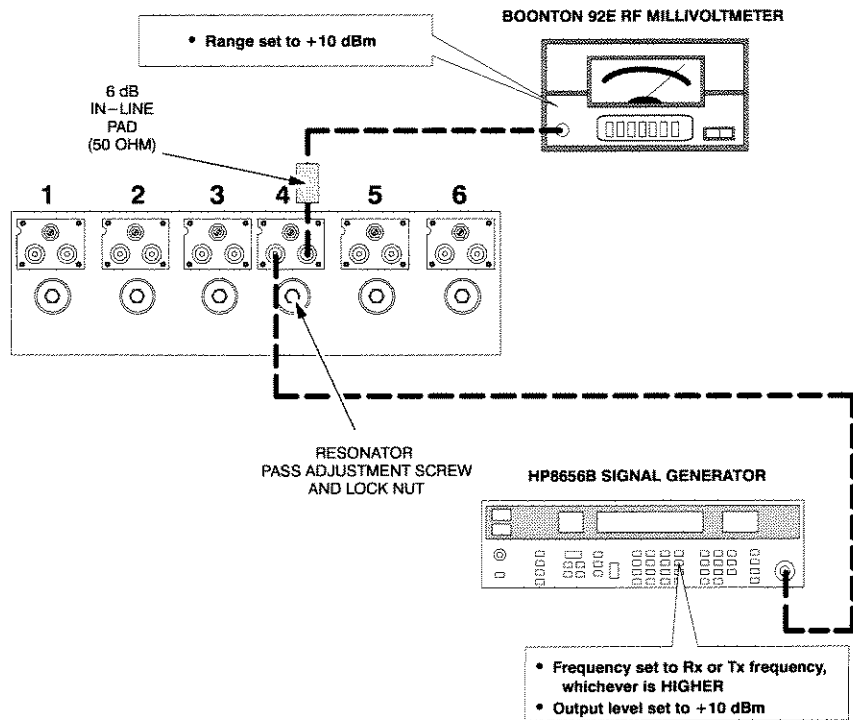 BOONTON 92E RF MILLIVOLTMETER
• Range set to +10 dBm
6 dB
IN-LINE
PAD
(50 OHM)
1 2 3 4 5 6
RESONATOR
PASS ADJUSTMENT SCREW
AND LOCK NUT
HP8656B SIGNAL GENERATOR
• Frequency set to Rx or Tx frequency,
whichever is HIGHER
• Output level set to +10 dBm